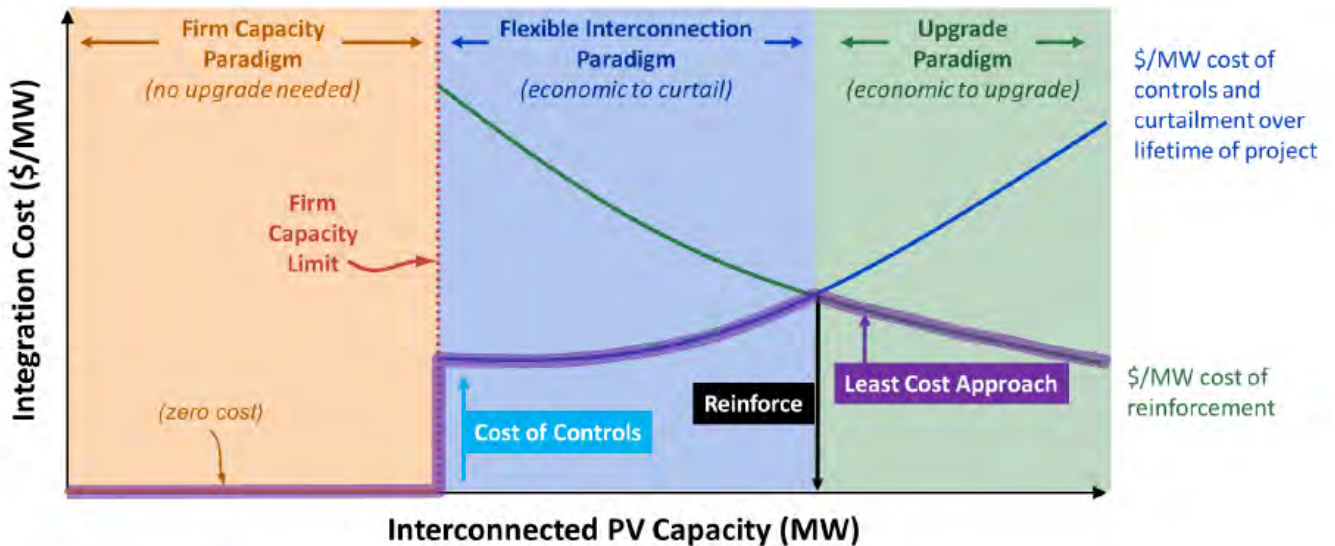 Integration Cost ($/MW)
Firm Capacity
Paradigm
(no upgrade needed)
Flexible Interconnection
Paradigm
(economic to curtail)
Upgrade
Paradigm
(economic to upgrade)
$/MW cost of
controls and
curtailment over
lifetime of project
Firm
Capacity
Limit
(zero cost)
Cost of Controls
Reinforce
Least Cost Approach
$/MW cost of
reinforcement
Interconnected PV Capacity (MW)